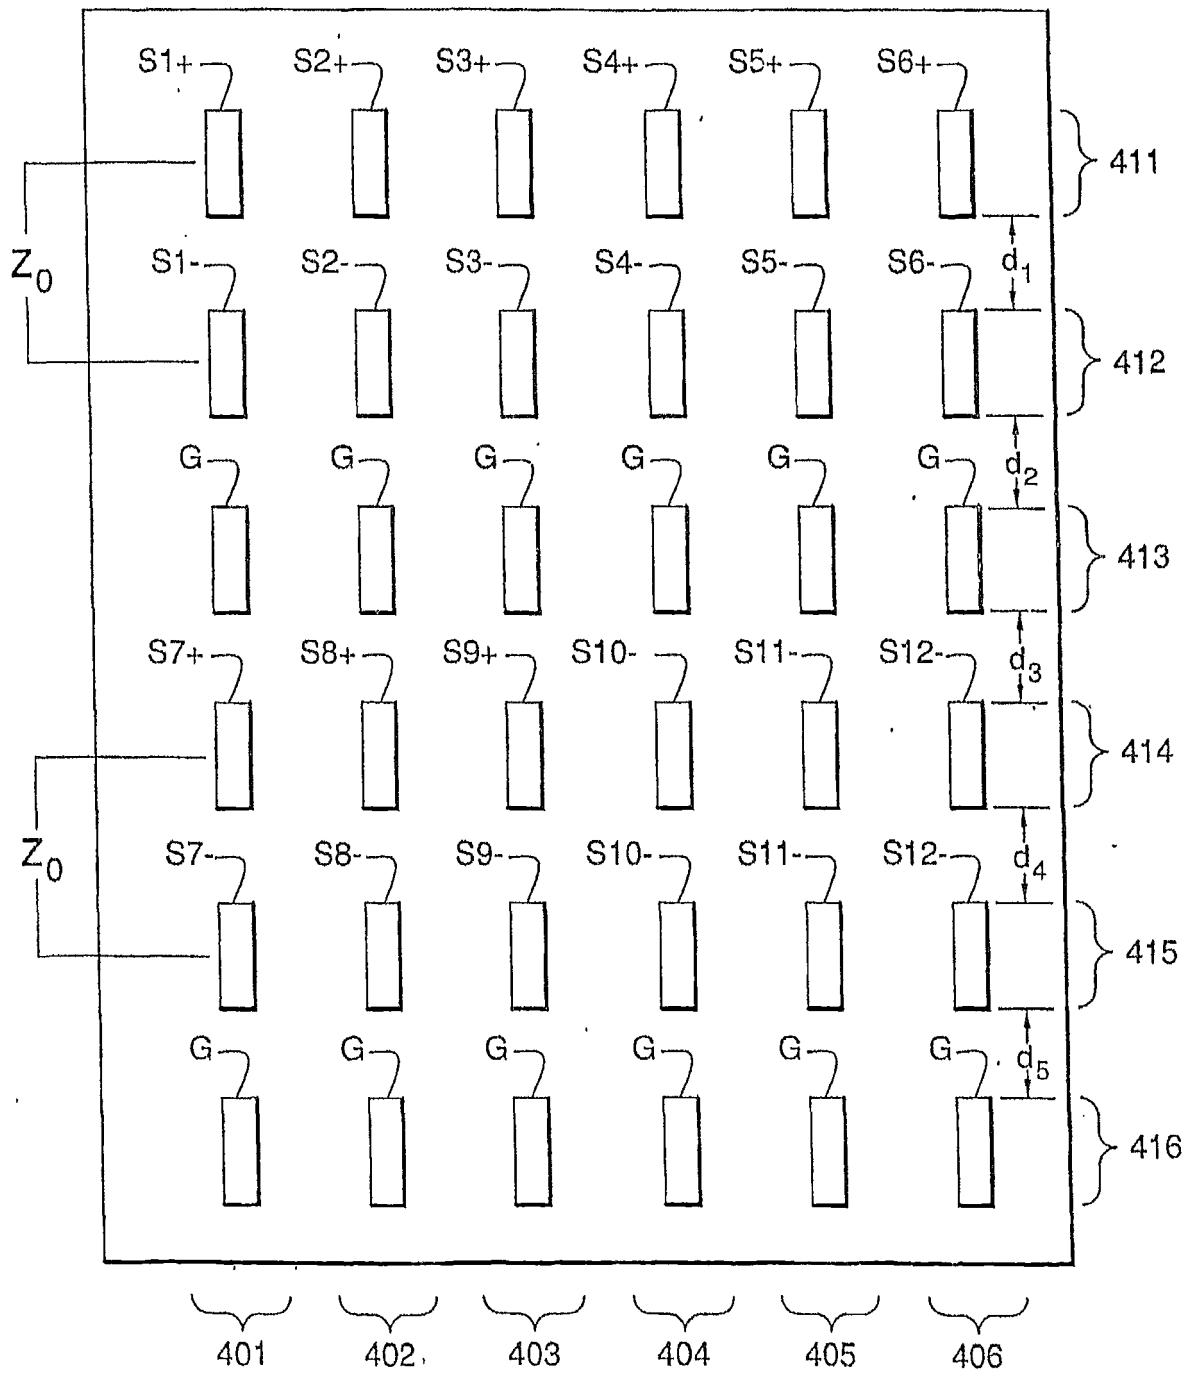 S1+ S2+ S3+ S4+ S5+ S6+
411
Z0
S1- S2- S3- S4- S5- S6- d1
412
G G G G G G d2
413
S7+ S8+ S9+ S10- S11- S12- d3
414
Z0
S7- S8- S9- S10- S11- S12- d4
415
G G G G G G d5
416
401 402 403 404 405 406